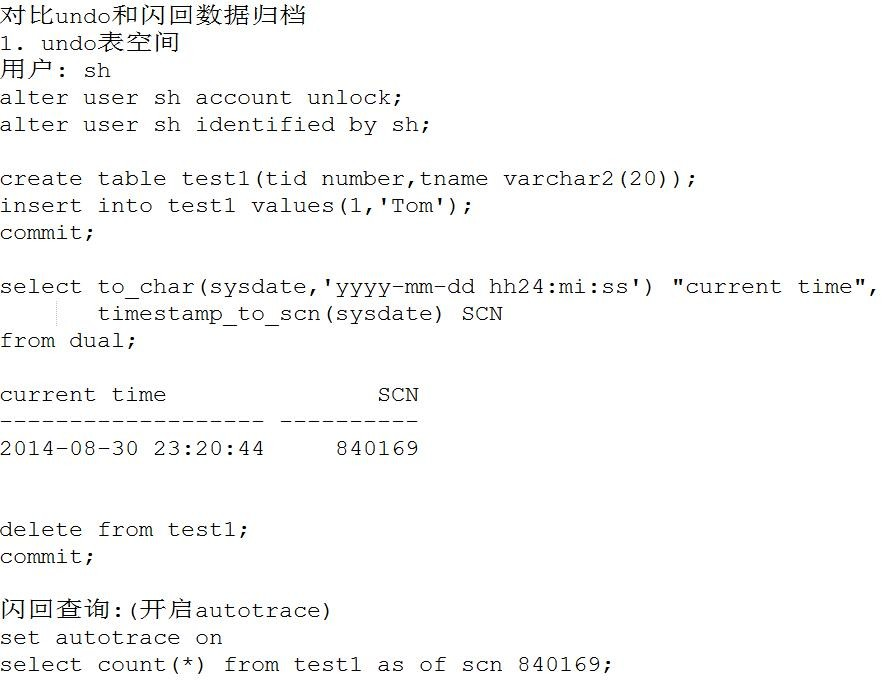 对比undo和闪回数据归档
1. undo表空间
用户: sh
alter user sh account unlock;
alter user sh identified by sh;
create table test1(tid number,tname varchar2(20));
insert into test1 values(1,'Tom');
commit;
select to_char(sysdate,'yyyy-mm-dd hh24:mi:ss') "current time",
timestamp_to_scn(sysdate) SCN
from dual;
current time SCN
------------------- ----------
2014-08-30 23:20:44 840169
delete from test1;
commit;
闪回查询:(开启autotrace)
set autotrace on
select count(*) from test1 as of scn 840169;